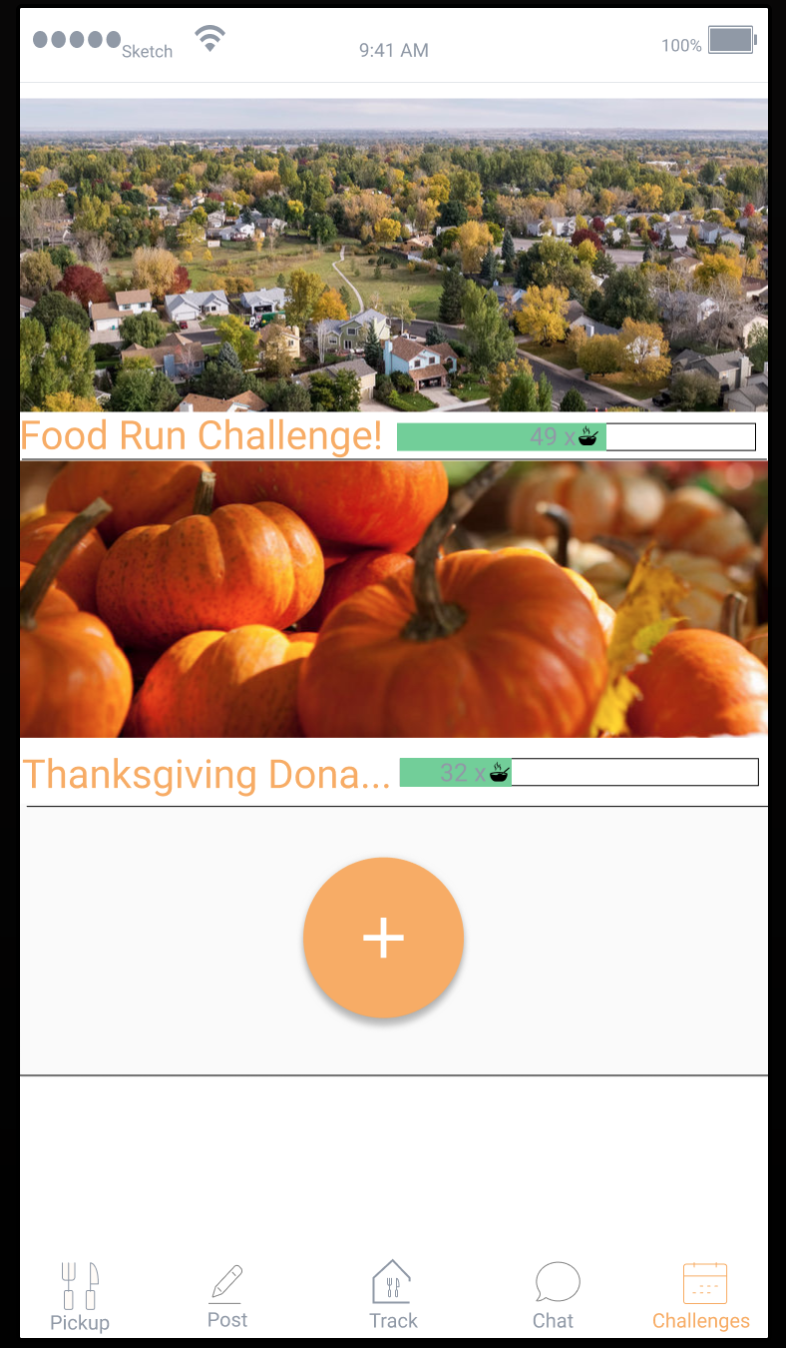 Sketch 9:41 AM 100%
Food Run Challenge! 49 x
Thanksgiving Dona... 32 x
+
Pickup Post Track Chat Challenges